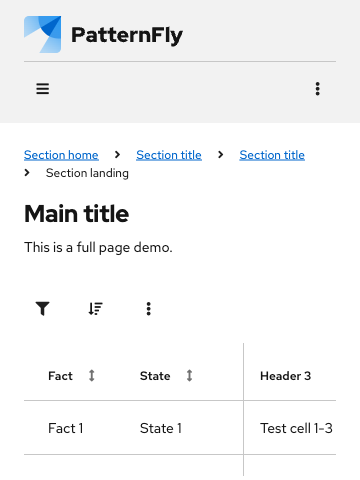 PatternFly
Section home Section title Section title
Section landing
Main title
This is a full page demo.
Fact State Header 3
Fact 1 State 1 Test cell 1-3